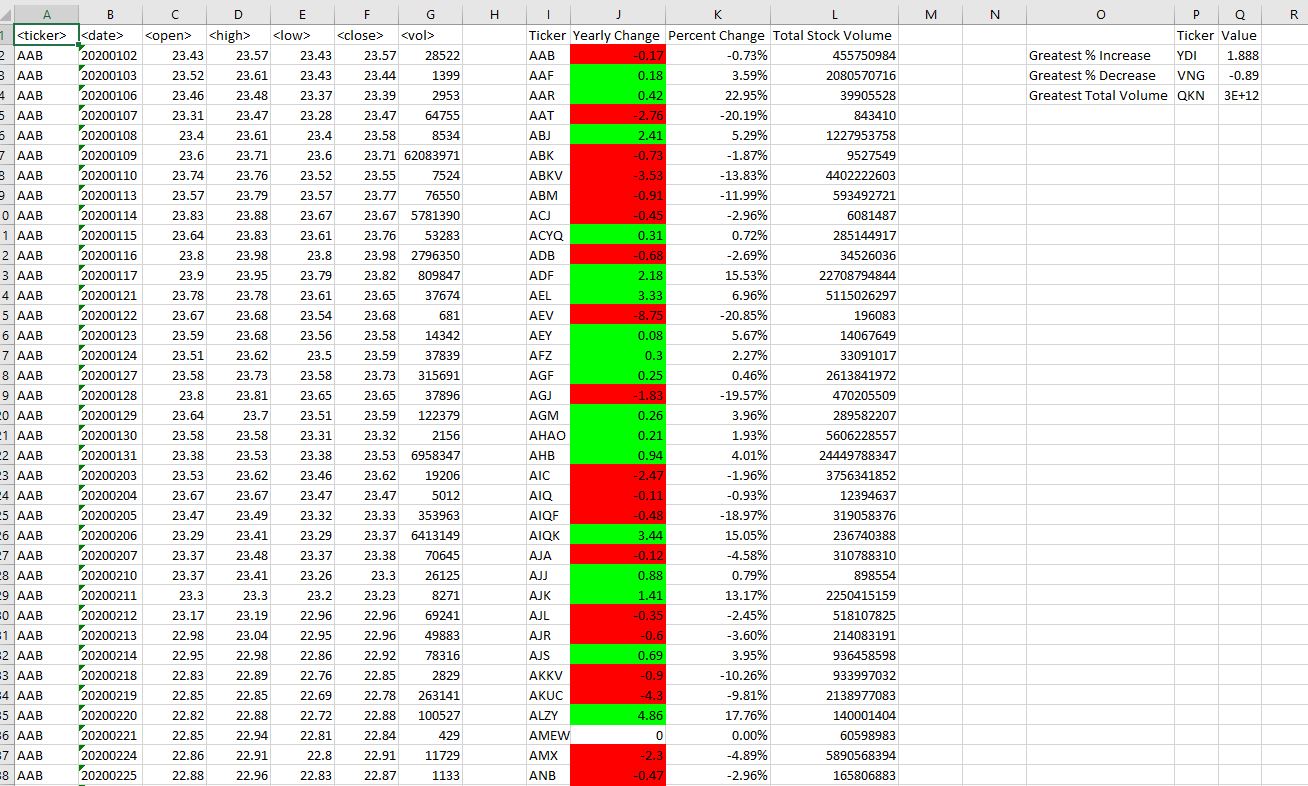 A B C D E F G H I J K L M N O P Q R
1 <ticker> <date> <open> <high> <low> <close> <vol> Ticker Yearly Change Percent Change Total Stock Volume Ticker Value
2 AAB 20200102 23.43 23.57 23.43 23.57 28522 AAB -0.17 -0.73% 455750984 Greatest % Increase YDI 1.888
3 AAB 20200103 23.52 23.61 23.43 23.44 1399 AAF 0.18 3.59% 2080570716 Greatest % Decrease VNG -0.89
4 AAB 20200106 23.46 23.48 23.37 23.39 2953 AAR 0.42 22.95% 39905528 Greatest Total Volume QKN 3E+12
5 AAB 20200107 23.31 23.47 23.28 23.47 64755 AAT -2.76 -20.19% 843410
6 AAB 20200108 23.4 23.61 23.4 23.58 8534 ABJ 2.41 5.29% 1227953758
7 AAB 20200109 23.6 23.71 23.6 23.71 62083971 ABK -0.73 -1.87% 9527549
8 AAB 20200110 23.74 23.76 23.52 23.55 7524 ABKV -3.53 -13.83% 4402222603
9 AAB 20200113 23.57 23.79 23.57 23.77 76550 ABM -0.91 -11.99% 593492721
0 AAB 20200114 23.83 23.88 23.67 23.67 5781390 ACJ -0.45 -2.96% 6081487
1 AAB 20200115 23.64 23.83 23.61 23.76 53283 ACYQ 0.31 0.72% 285144917
2 AAB 20200116 23.8 23.98 23.8 23.98 2796350 ADB -0.68 -2.69% 34526036
3 AAB 20200117 23.9 23.95 23.79 23.82 809847 ADF 2.18 15.53% 22708794844
4 AAB 20200121 23.78 23.78 23.61 23.65 37674 AEL 3.33 6.96% 5115026297
5 AAB 20200122 23.67 23.68 23.54 23.68 681 AEV -8.75 -20.85% 196083
6 AAB 20200123 23.59 23.68 23.56 23.58 14342 AEY 0.08 5.67% 14067649
7 AAB 20200124 23.51 23.62 23.5 23.59 37839 AFZ 0.3 2.27% 33091017
8 AAB 20200127 23.58 23.73 23.58 23.73 315691 AGF 0.25 0.46% 2613841972
9 AAB 20200128 23.8 23.81 23.65 23.65 37896 AGJ -1.83 -19.57% 470205509
20 AAB 20200129 23.64 23.7 23.51 23.59 122379 AGM 0.26 3.96% 289582207
21 AAB 20200130 23.58 23.58 23.31 23.32 2156 AHAO 0.21 1.93% 5606228557
22 AAB 20200131 23.38 23.53 23.38 23.53 6958347 AHB 0.94 4.01% 24449788347
23 AAB 20200203 23.53 23.62 23.46 23.62 19206 AIC -2.47 -1.96% 3756341852
24 AAB 20200204 23.67 23.67 23.47 23.47 5012 AIQ -0.11 -0.93% 12394637
25 AAB 20200205 23.47 23.49 23.32 23.33 353963 AIQF -0.48 -18.97% 319058376
26 AAB 20200206 23.29 23.41 23.29 23.37 6413149 AIQK 3.44 15.05% 236740388
27 AAB 20200207 23.37 23.48 23.37 23.38 70645 AJA -0.12 -4.58% 310788310
28 AAB 20200210 23.37 23.41 23.26 23.3 26125 AJJ 0.88 0.79% 898554
29 AAB 20200211 23.3 23.3 23.2 23.23 8271 AJK 1.41 13.17% 2250415159
30 AAB 20200212 23.17 23.19 22.96 22.96 69241 AJL -0.35 -2.45% 518107825
31 AAB 20200213 22.98 23.04 22.95 22.96 49883 AJR -0.6 -3.60% 214083191
32 AAB 20200214 22.95 22.98 22.86 22.92 78316 AJS 0.69 3.95% 936458598
33 AAB 20200218 22.83 22.89 22.76 22.85 2829 AKKV -0.9 -10.26% 933997032
34 AAB 20200219 22.85 22.85 22.69 22.78 263141 AKUC -4.3 -9.81% 2138977083
35 AAB 20200220 22.82 22.88 22.72 22.88 100527 ALZY 4.86 17.76% 140001404
36 AAB 20200221 22.85 22.94 22.81 22.84 429 AMEW 0 0.00% 60598983
37 AAB 20200224 22.86 22.91 22.8 22.91 11729 AMX -2.3 -4.89% 5890568394
38 AAB 20200225 22.88 22.96 22.83 22.87 1133 ANB -0.47 -2.96% 165806883